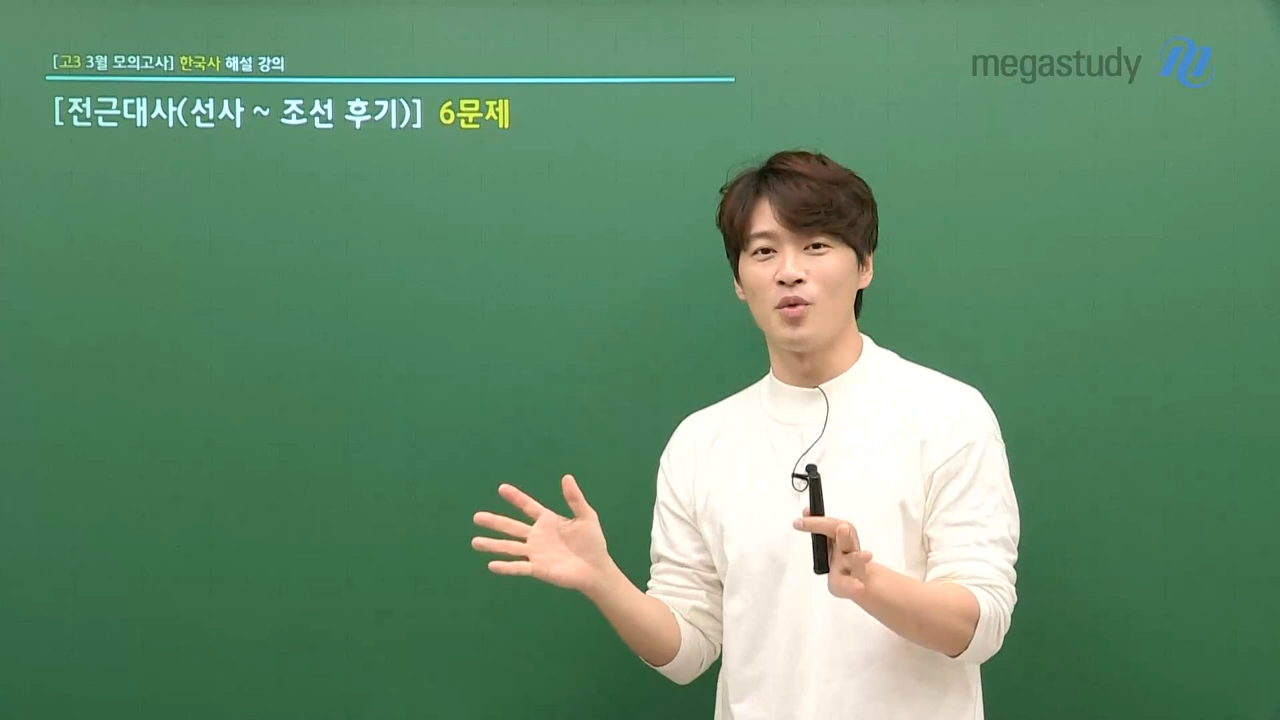 [고3 3월 모의고사] 한국사 해설 강의
megastudy
[전근대사(선사 ~ 조선 후기)] 6문제